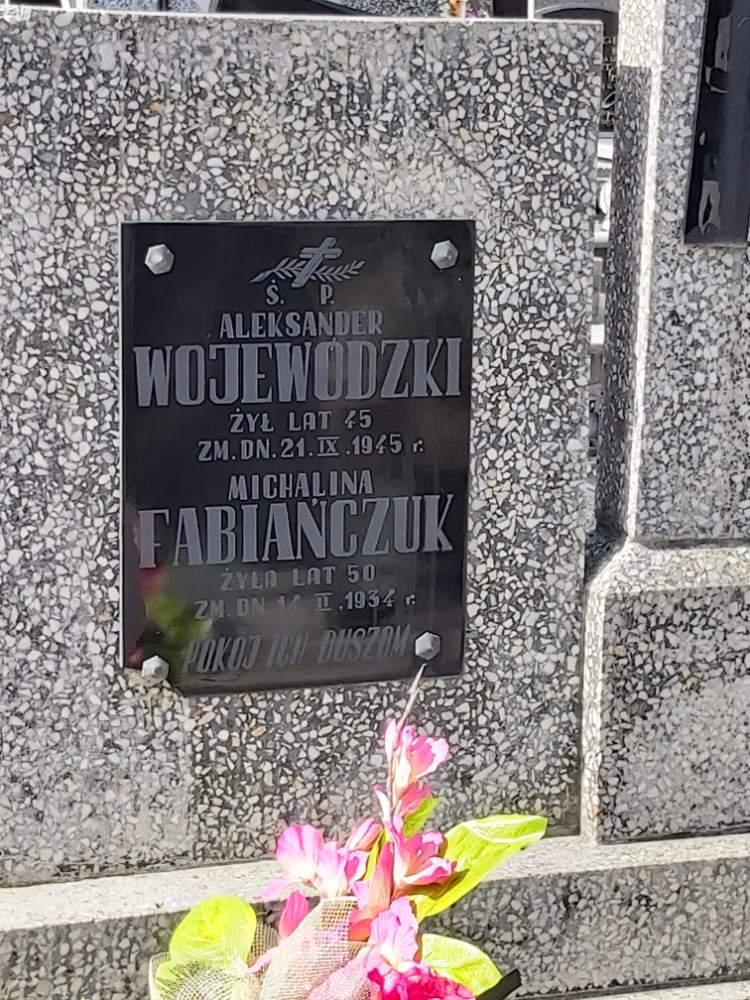 Ś. P.
ALEKSANDER
WOJEWÓDZKI
ŻYŁ LAT 45
ZM. DN. 21. IX .1945 r.
MICHALINA
FABIAŃCZUK
ŻYŁA LAT 50
ZM. DN 14 II .1934 r.
POKÓJ ICH DUSZOM